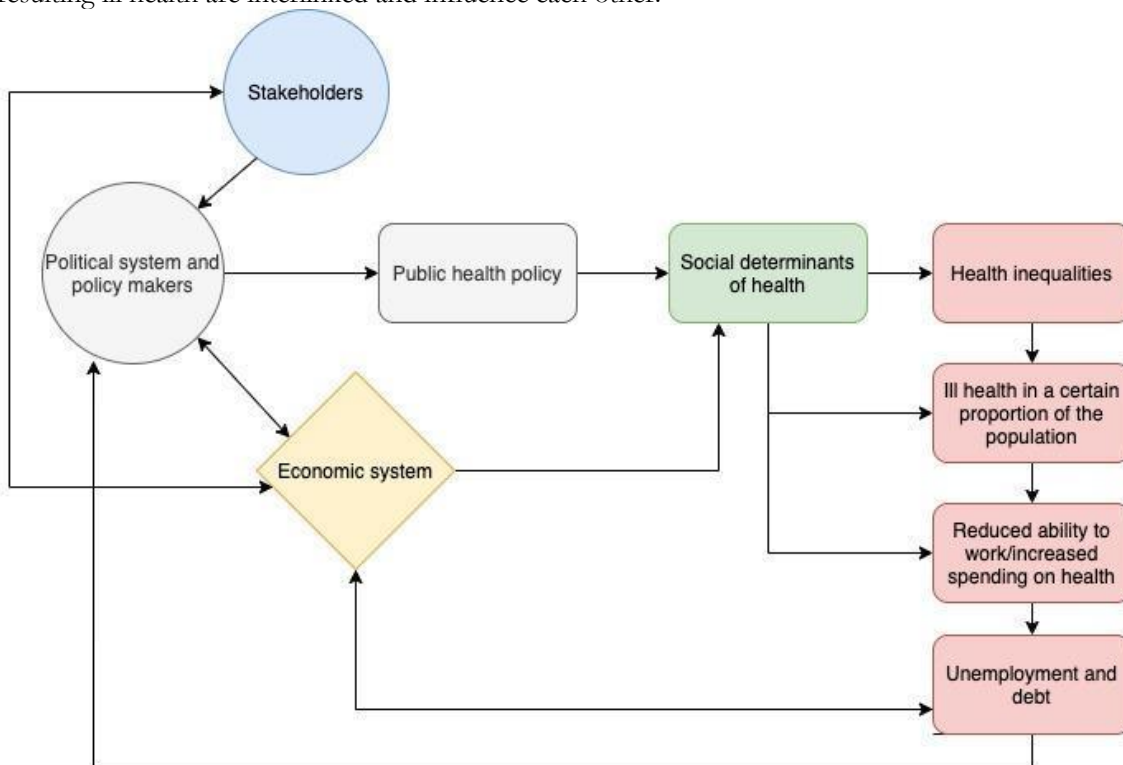 resulting ill health are interlinked and influence each other.
Stakeholders
Political system and
policy makers
Public health policy
Social determinants
of health
Health inequalities
Ill health in a certain
proportion of the
population
Economic system
Reduced ability to
work/increased
spending on health
Unemployment and
debt